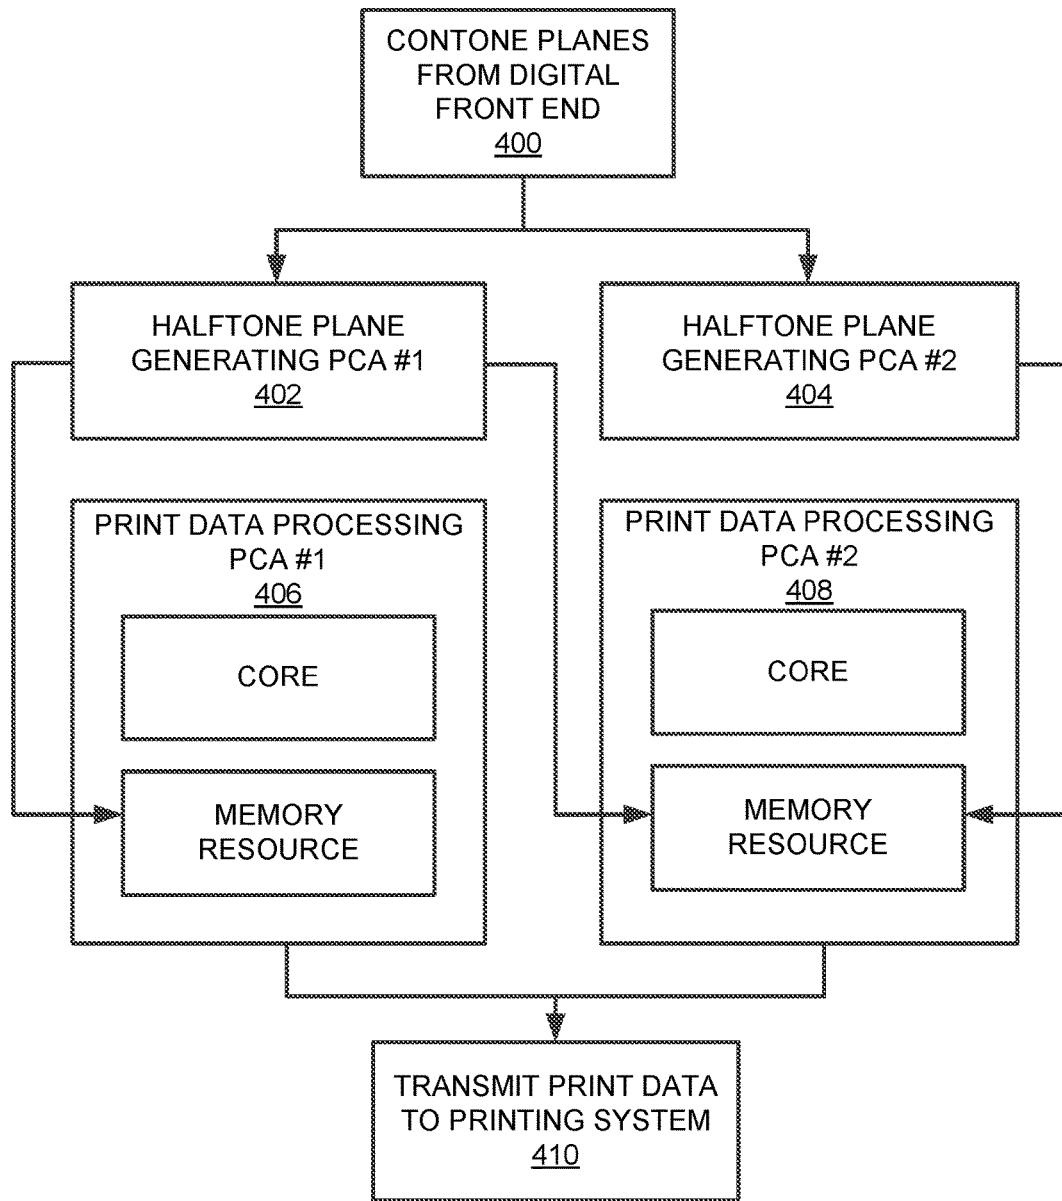 CONTONE PLANES
FROM DIGITAL
FRONT END
400
HALFTONE PLANE
GENERATING PCA #1
402
HALFTONE PLANE
GENERATING PCA #2
404
PRINT DATA PROCESSING
PCA #1
406
CORE
MEMORY
RESOURCE
PRINT DATA PROCESSING
PCA #2
408
CORE
MEMORY
RESOURCE
TRANSMIT PRINT DATA
TO PRINTING SYSTEM
410